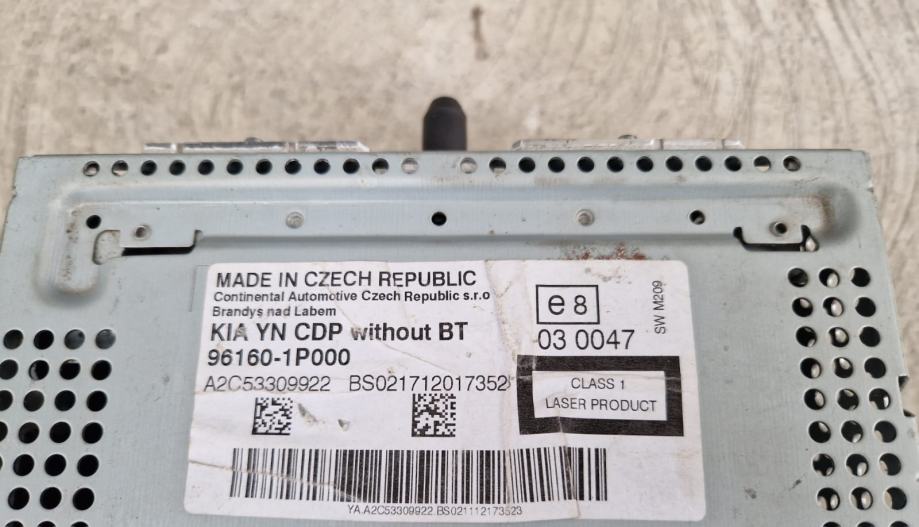 MADE IN CZECH REPUBLIC
Continental Automotive Czech Republic s.r.o
Brandys nad Labem
KIA YN CDP without BT
96160-1P000
A2C53309922 BS021712017352
e8
03 0047
SW M209
CLASS 1
LASER PRODUCT
YA.A2C53309922.BS021112173523